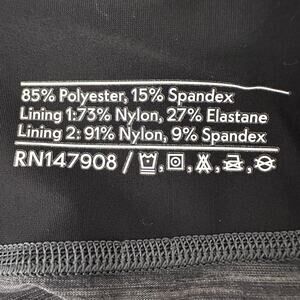 85% Polyester, 15% Spandex
Lining 1:73% Nylon, 27% Elastane
Lining 2: 91% Nylon, 9% Spandex
RN147908 /